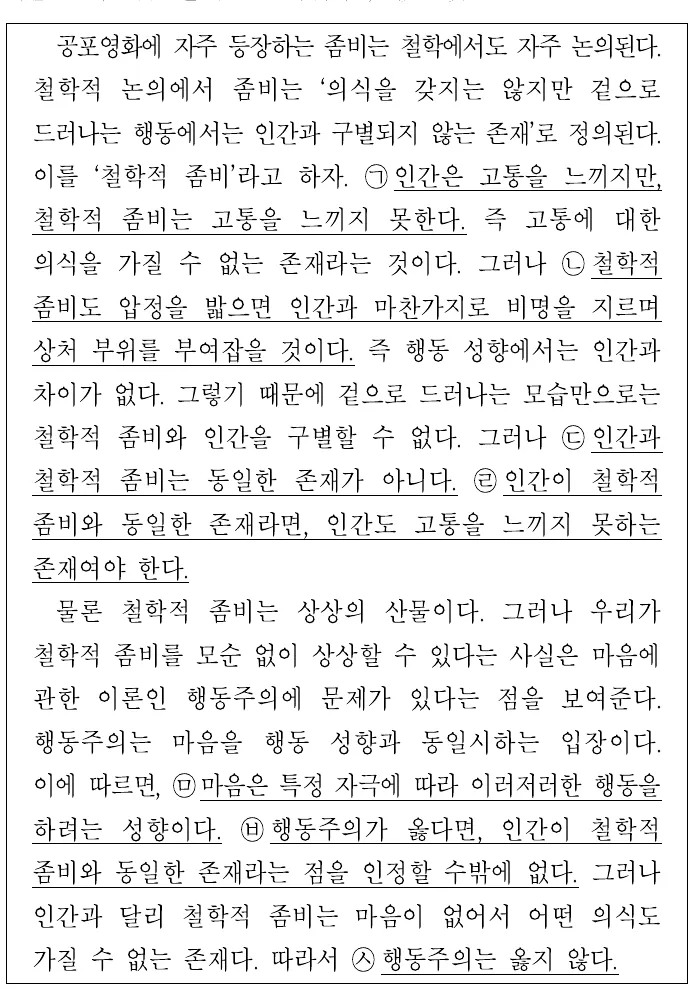 공포영화에 자주 등장하는 좀비는 철학에서도 자주 논의된다.
철학적 논의에서 좀비는 ‘의식을 갖지는 않지만 겉으로
드러나는 행동에서는 인간과 구별되지 않는 존재’로 정의된다.
이를 ‘철학적 좀비’라고 하자. ㉠ 인간은 고통을 느끼지만,
철학적 좀비는 고통을 느끼지 못한다. 즉 고통에 대한
의식을 가질 수 없는 존재라는 것이다. 그러나 ㉡ 철학적
좀비도 압정을 밟으면 인간과 마찬가지로 비명을 지르며
상처 부위를 부여잡을 것이다. 즉 행동 성향에서는 인간과
차이가 없다. 그렇기 때문에 겉으로 드러나는 모습만으로는
철학적 좀비와 인간을 구별할 수 없다. 그러나 ㉢ 인간과
철학적 좀비는 동일한 존재가 아니다. ㉣ 인간이 철학적
좀비와 동일한 존재라면, 인간도 고통을 느끼지 못하는
존재여야 한다.
물론 철학적 좀비는 상상의 산물이다. 그러나 우리가
철학적 좀비를 모순 없이 상상할 수 있다는 사실은 마음에
관한 이론인 행동주의에 문제가 있다는 점을 보여준다.
행동주의는 마음을 행동 성향과 동일시하는 입장이다.
이에 따르면, ㉤ 마음은 특정 자극에 따라 이러저러한 행동을
하려는 성향이다. ㉥ 행동주의가 옳다면, 인간이 철학적
좀비와 동일한 존재라는 점을 인정할 수밖에 없다. 그러나
인간과 달리 철학적 좀비는 마음이 없어서 어떤 의식도
가질 수 없는 존재다. 따라서 ㉦ 행동주의는 옳지 않다.